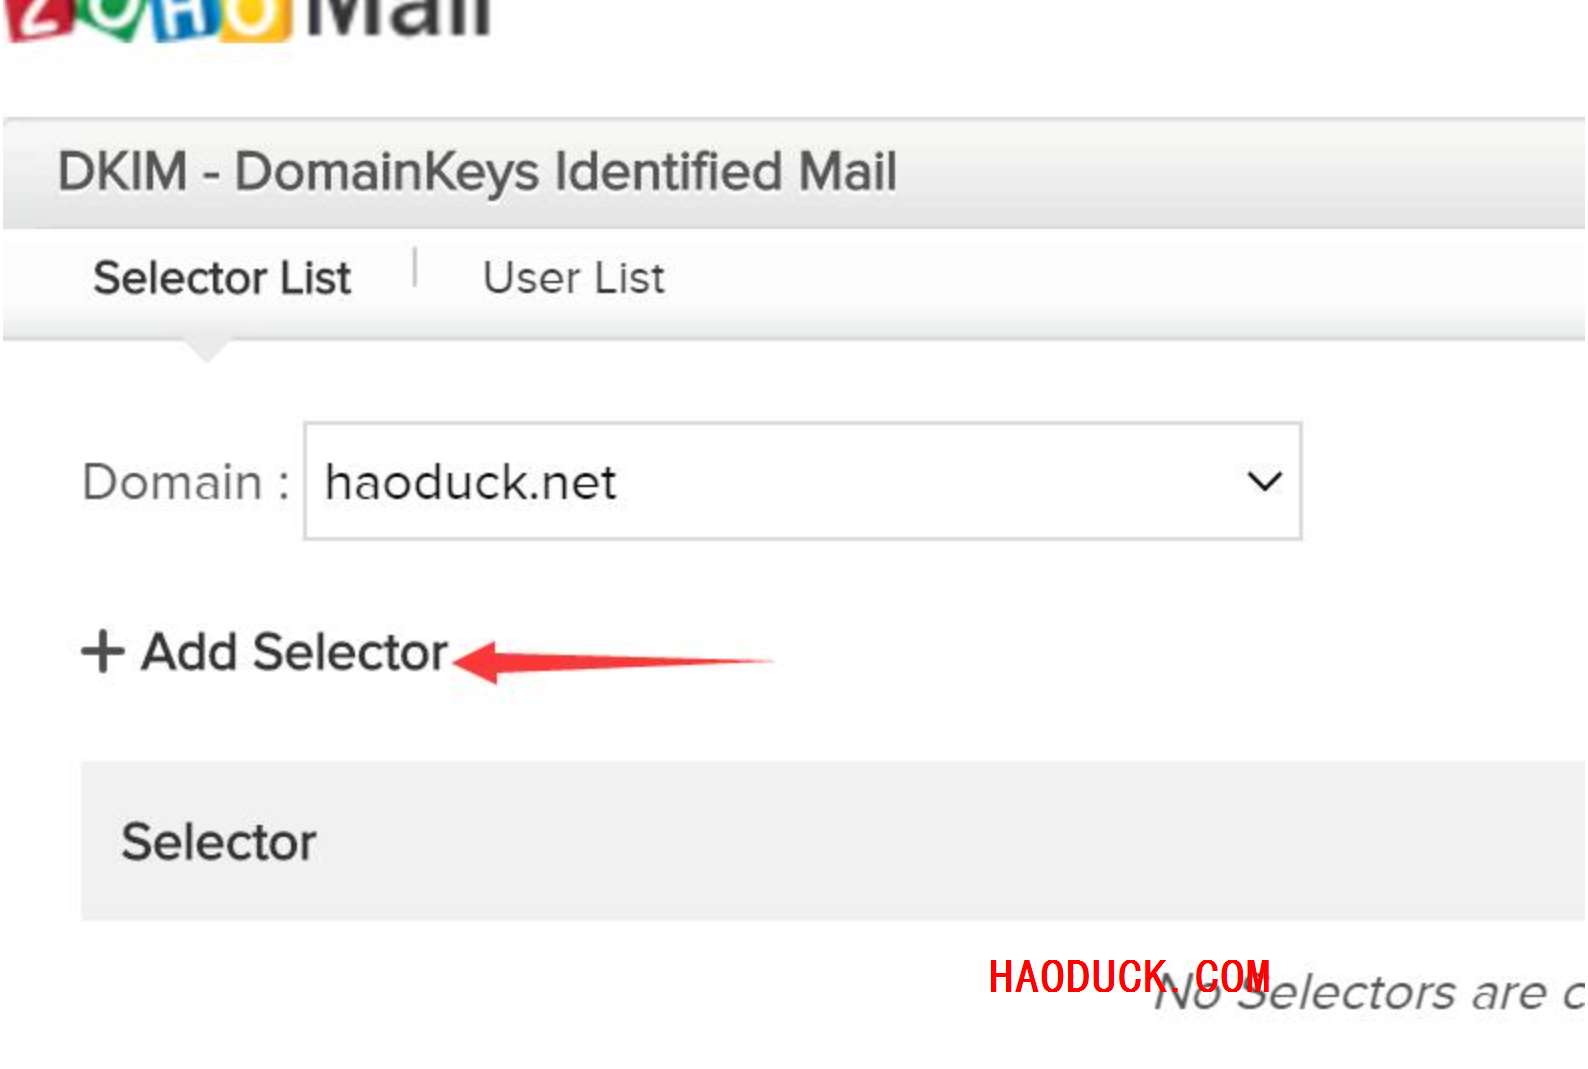 ZOHO Mail
DKIM - DomainKeys Identified Mail
Selector List
User List
Domain :
haoduck.net
+ Add Selector
Selector
HAODUCK.COM
No Selectors are c